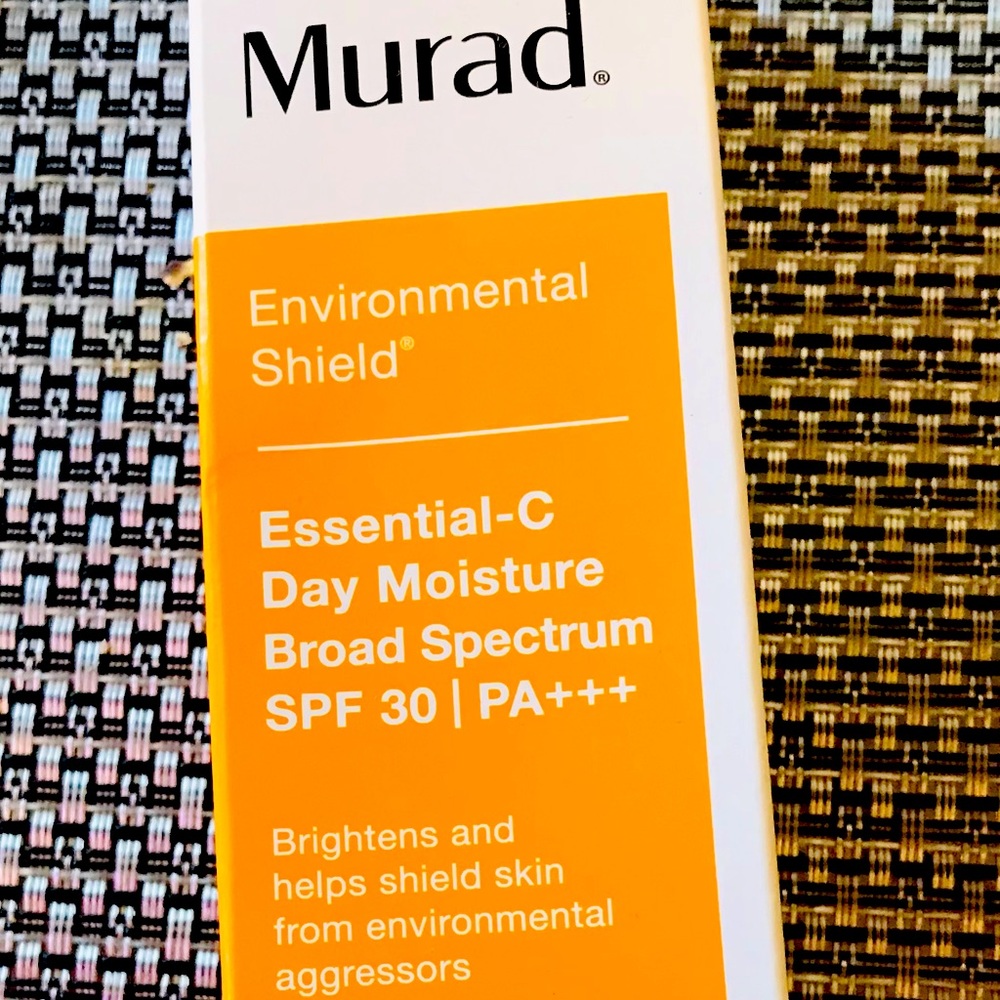 Murad®
Environmental
Shield®
Essential-C
Day Moisture
Broad Spectrum
SPF 30 | PA+++
Brightens and
helps shield skin
from environmental
aggressors